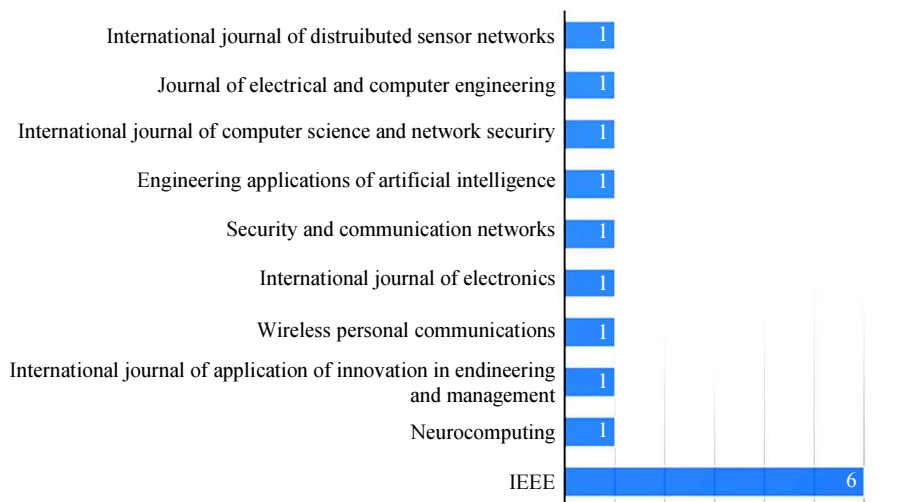 International journal of distruibuted sensor networks 1
Journal of electrical and computer engineering 1
International journal of computer science and network securiry 1
Engineering applications of artificial intelligence 1
Security and communication networks 1
International journal of electronics 1
Wireless personal communications 1
International journal of application of innovation in endineering
and management 1
Neurocomputing 1
IEEE 6